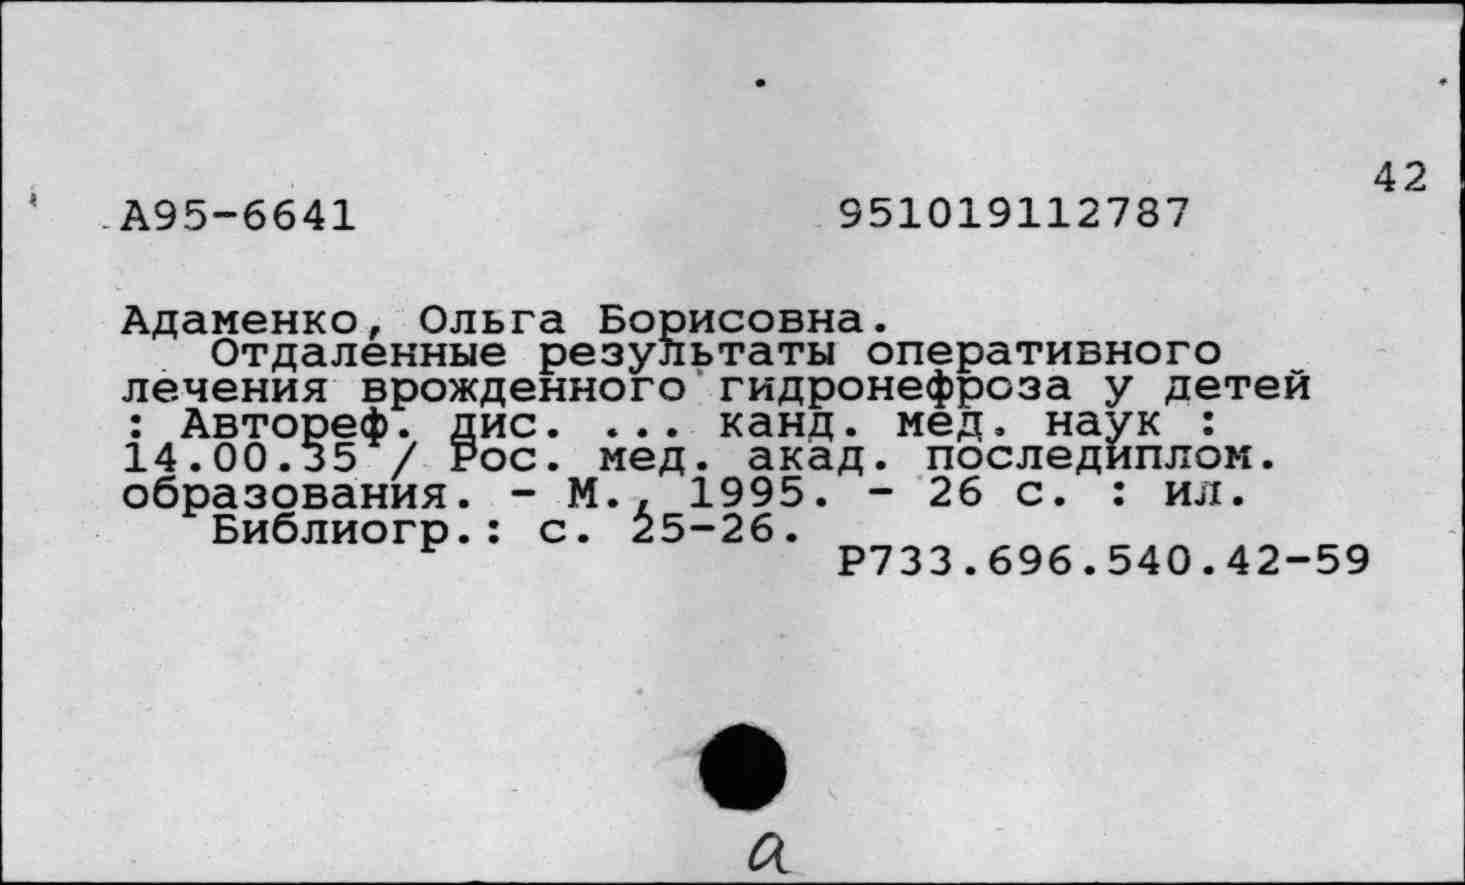 42
А95-6641 951019112787
Адаменко, Ольга Борисовна.
Отдаленные результаты оперативного
лечения врожденного гидронефроза у детей
: Автореф. дис. ... канд. мед. наук :
14.00.35 / Рос. мед. акад. последиплом.
образования. - М., 1995. - 26 с. : ил.
Библиогр.: с. 25-26.
Р733.696.540.42-59
а